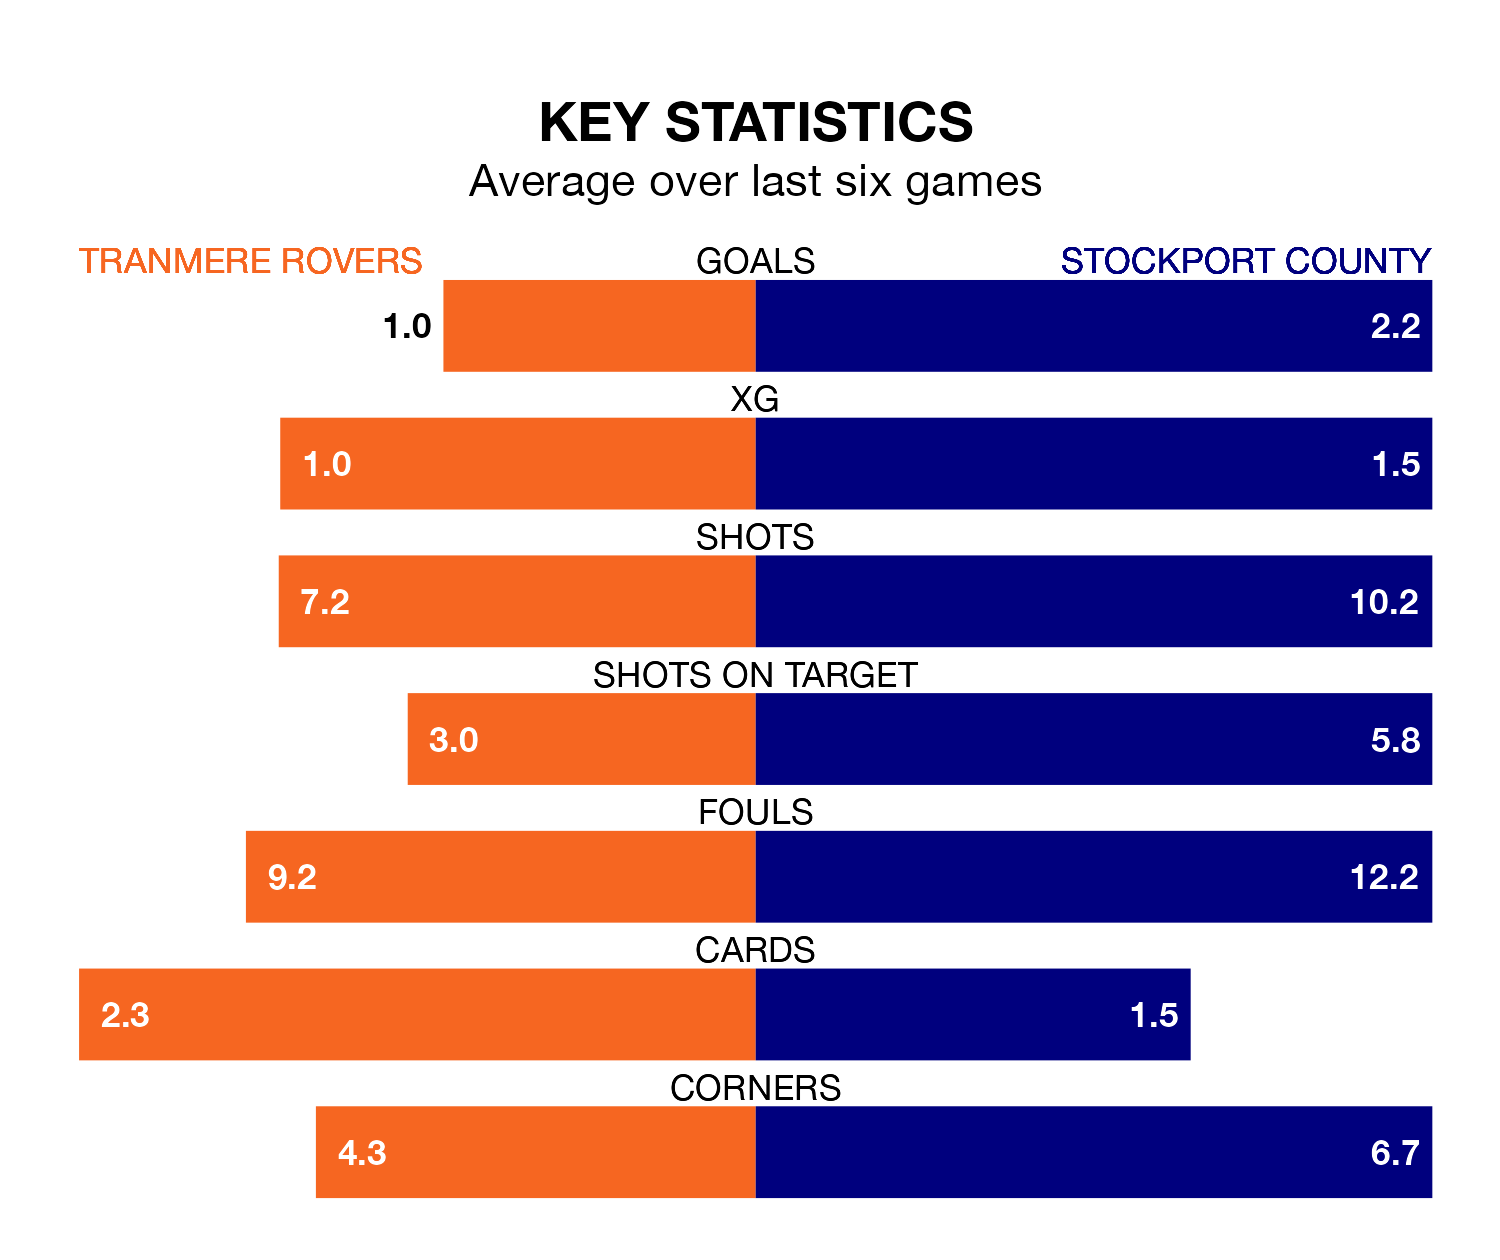 KEY STATISTICS
Average over last six games
TRANMERE ROVERS GOALS STOCKPORT COUNTY
1.0 2.2
XG
1.0 1.5
SHOTS
7.2 10.2
SHOTS ON TARGET
3.0 5.8
FOULS
9.2 12.2
CARDS
2.3 1.5
CORNERS
4.3 6.7